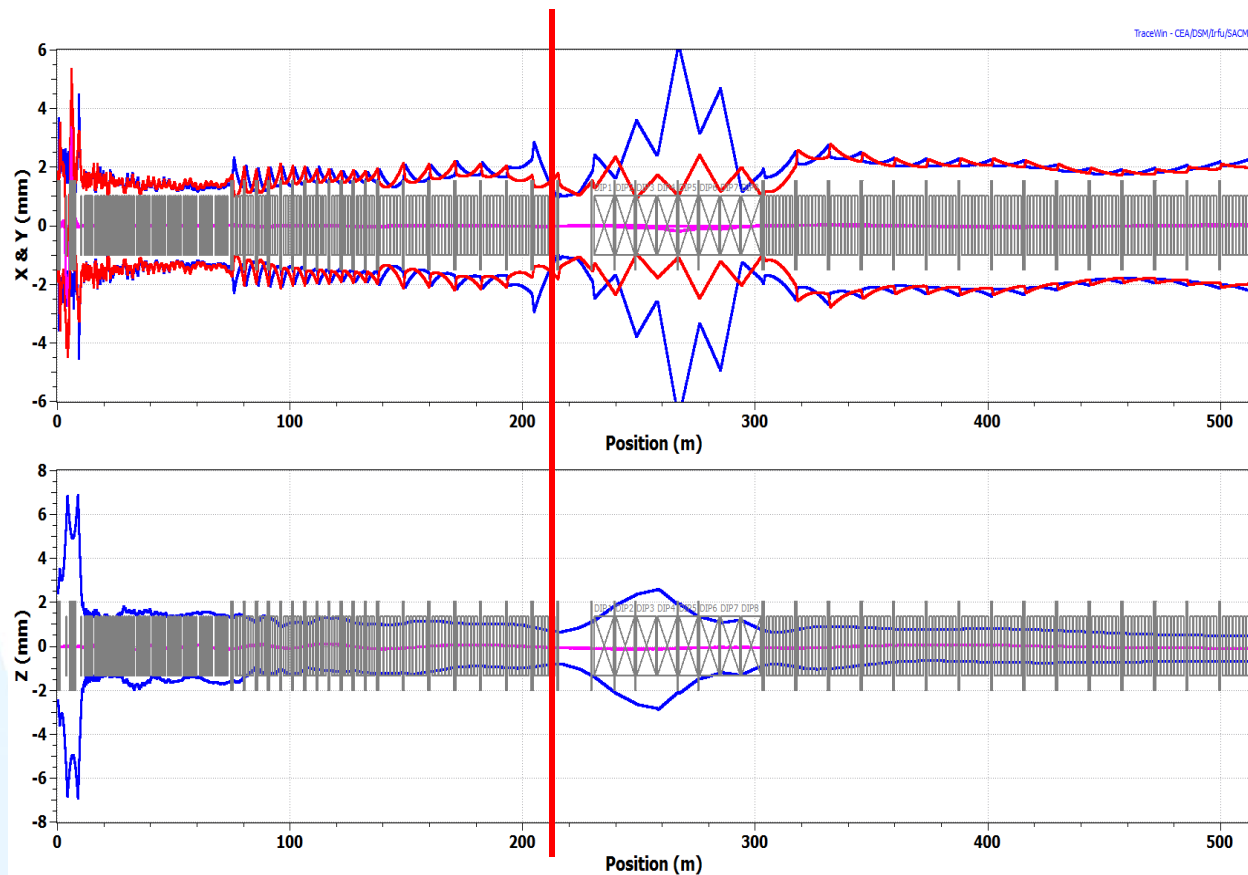 TraceWin - CEA/DSM/Irfu/SACM
6
4
2
0
-2
-4
-6
X & Y (mm)
DIP1 DIP2 DIP3 DIP4 DIP5 DIP6 DIP7 DIP8
0 100 200 300 400 500
Position (m)
8
6
4
2
0
-2
-4
-6
-8
Z (mm)
DIP1 DIP2 DIP3 DIP4 DIP5 DIP6 DIP7 DIP8
0 100 200 300 400 500
Position (m)